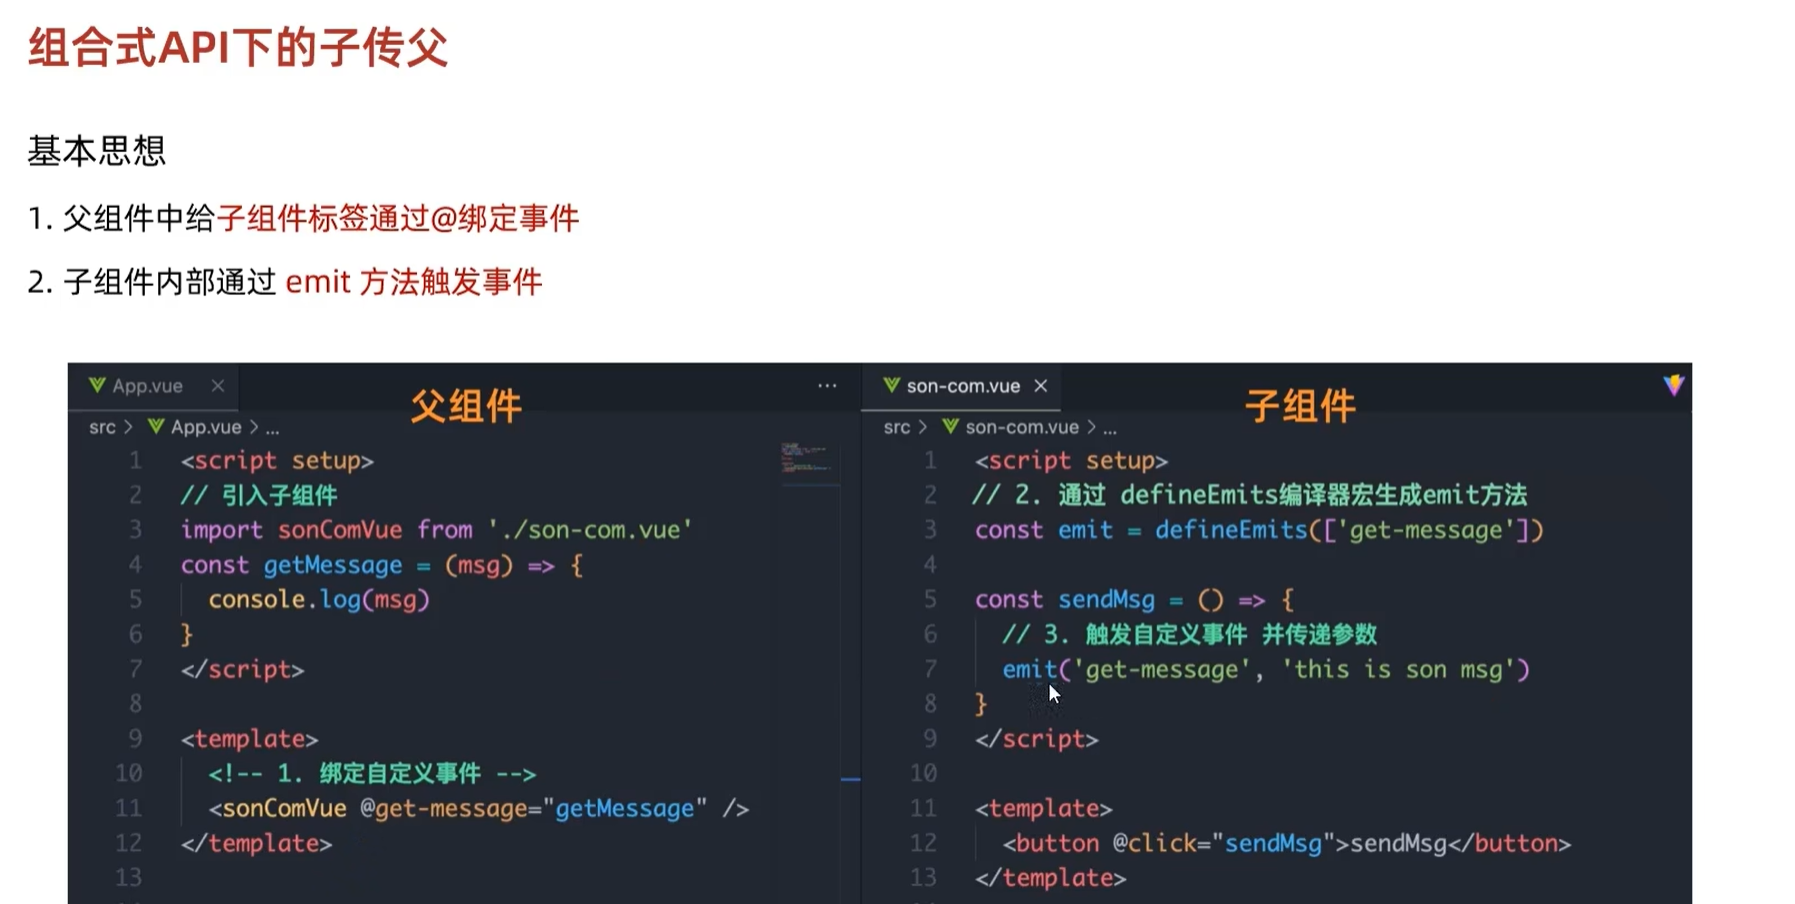 组合式API下的子传父
基本思想
1. 父组件中给子组件标签通过@绑定事件
2. 子组件内部通过 emit 方法触发事件
App.vue ×
父组件
...
src > App.vue > ...
1 <script setup>
2 // 引入子组件
3 import sonComVue from './son-com.vue'
4 const getMessage = (msg) => {
5 console.log(msg)
6 }
7 </script>
8
9 <template>
10 <!-- 1. 绑定自定义事件 -->
11 <sonComVue @get-message="getMessage" />
12 </template>
13
son-com.vue ×
子组件
src > son-com.vue > ...
1 <script setup>
2 // 2. 通过 defineEmits编译器宏生成emit方法
3 const emit = defineEmits(['get-message'])
4
5 const sendMsg = () => {
6 // 3. 触发自定义事件 并传递参数
7 emit('get-message', 'this is son msg')
8 }
9 </script>
10
11 <template>
12 <button @click="sendMsg">sendMsg</button>
13 </template>